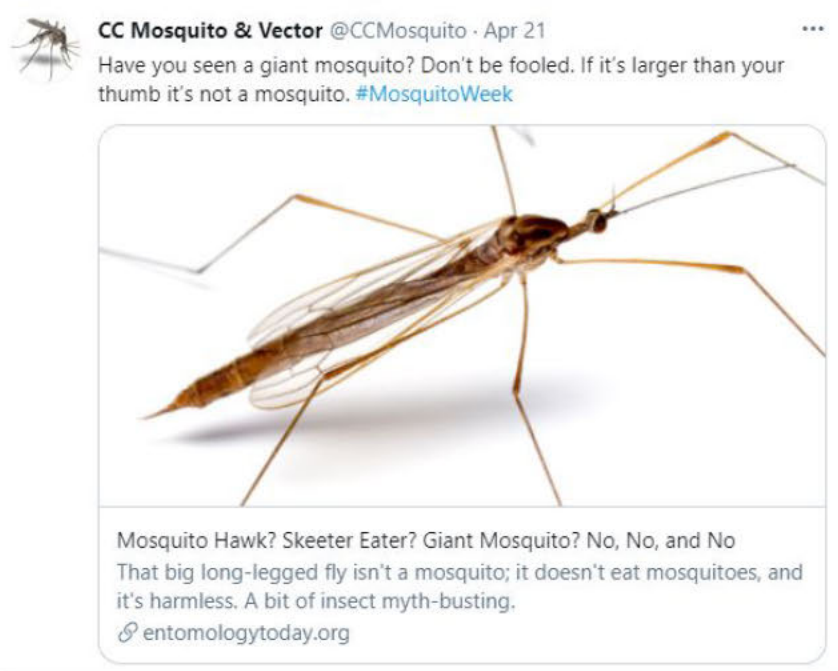 CC Mosquito & Vector @CCMosquito · Apr 21
Have you seen a giant mosquito? Don't be fooled. If it's larger than your
thumb it's not a mosquito. #MosquitoWeek
Mosquito Hawk? Skeeter Eater? Giant Mosquito? No, No, and No
That big long-legged fly isn't a mosquito; it doesn't eat mosquitoes, and
it's harmless. A bit of insect myth-busting.
entomologytoday.org